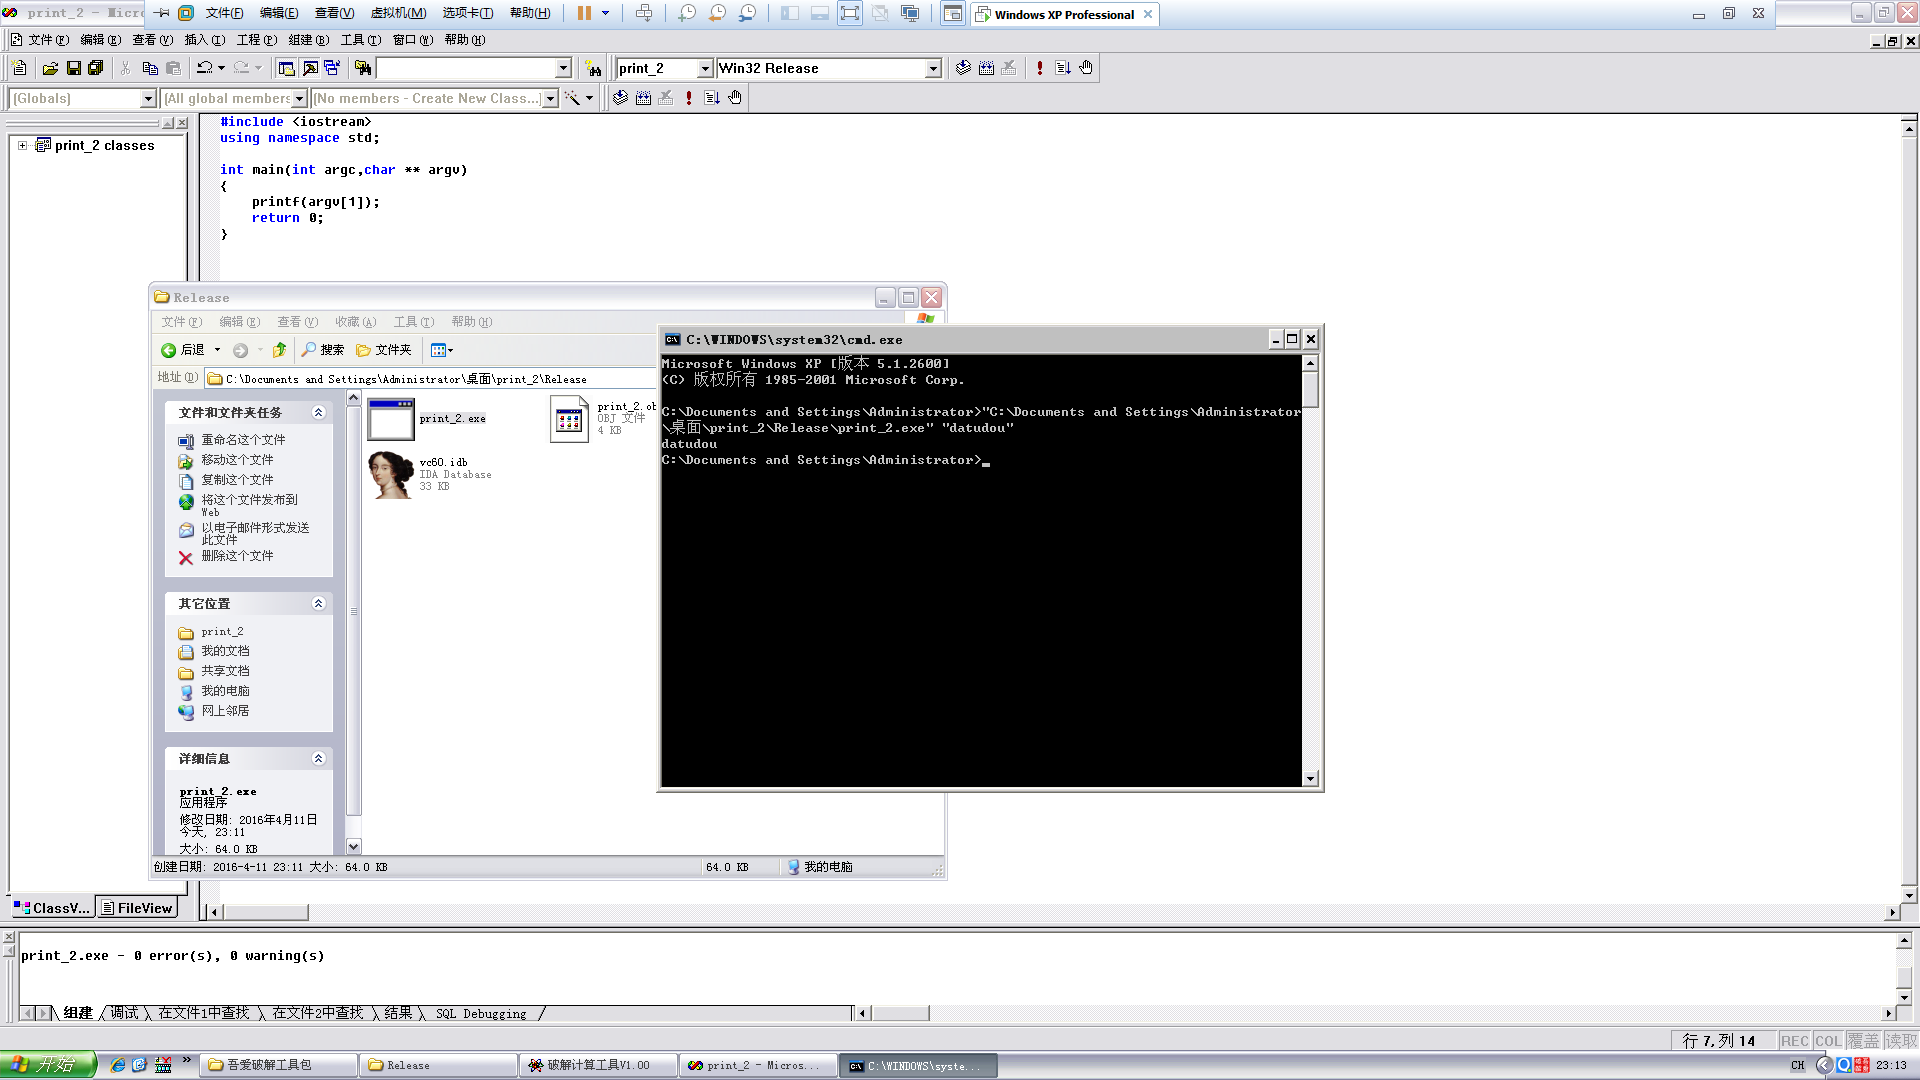 print_2 - Micro
文件(F) 编辑(E) 查看(V) 虚拟机(M) 选项卡(T) 帮助(H)
Windows XP Professional
文件(F) 编辑(E) 查看(V) 插入(I) 工程(P) 组建(B) 工具(T) 窗口(W) 帮助(H)
print_2 Win32 Release
(Globals) (All global members (No members - Create New Class...)
print_2 classes
#include <iostream>
using namespace std;
int main(int argc,char ** argv)
{
printf(argv[1]);
return 0;
}
Release
文件(F) 编辑(E) 查看(V) 收藏(A) 工具(T) 帮助(H)
后退 搜索 文件夹
地址(D) C:\Documents and Settings\Administrator\桌面\print_2\Release
文件和文件夹任务
重命名这个文件
移动这个文件
复制这个文件
将这个文件发布到
Web
以电子邮件形式发送
此文件
删除这个文件
其它位置
print_2
我的文档
共享文档
我的电脑
网上邻居
详细信息
print_2.exe
应用程序
修改日期: 2016年4月11日
今天, 23:11
大小: 64.0 KB
print_2.exe
print_2.ob
OBJ 文件
4 KB
vc60.idb
IDA Database
33 KB
创建日期: 2016-4-11 23:11 大小: 64.0 KB 64.0 KB 我的电脑
C:\WINDOWS\system32\cmd.exe
Microsoft Windows XP [版本 5.1.2600]
(C) 版权所有 1985-2001 Microsoft Corp.
C:\Documents and Settings\Administrator>"C:\Documents and Settings\Administrator
\桌面\print_2\Release\print_2.exe" "datudou"
datudou
C:\Documents and Settings\Administrator>_
ClassV... FileView
print_2.exe - 0 error(s), 0 warning(s)
组建 调试 在文件1中查找 在文件2中查找 结果 SQL Debugging
行 7,列 14 REC COL 覆盖 读取
开始 吾爱破解工具包 Release 破解计算工具V1.00 print_2 - Micros... C:\WINDOWS\syste... CH 23:13